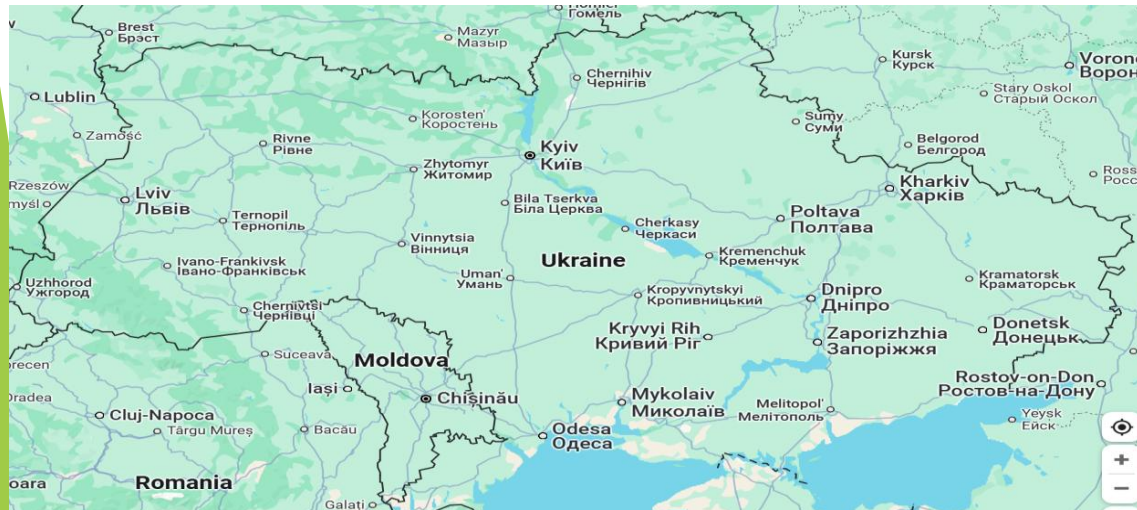 Гомель
Brest
Брэст
Mazyr
Мазыр
Kursk
Курск
Chernihiv
Чернігів
Stary Oskol
Старый Оскол
Lublin
Korosten'
Коростень
Sumy
Суми
Zamość
Rivne
Рівне
Belgorod
Белгород
Kyiv
Київ
Zhytomyr
Житомир
Rzeszów
Kharkiv
Харків
Lviv
Львів
Bila Tserkva
Біла Церква
Ternopil
Тернопіль
Cherkasy
Черкаси
Poltava
Полтава
Vinnytsia
Вінниця
Kremenchuk
Кременчук
Ukraine
Ivano-Frankivsk
Івано-Франківськ
Uman'
Умань
Kramatorsk
Краматорськ
Uzhhorod
Ужгород
Kropyvnytskyi
Кропивницький
Dnipro
Дніпро
Chernivtsi
Чернівці
Kryvyi Rih
Кривий Ріг
Zaporizhzhia
Запоріжжя
Donetsk
Донецьк
Suceava
Moldova
Rostov-on-Don
Ростов-на-Дону
Iași
Chișinău
Mykolaiv
Миколаїв
Melitopol'
Мелітополь
Yeysk
Ейск
Cluj-Napoca
Târgu Mureș
Bacău
Odesa
Одеса
Romania
Galați